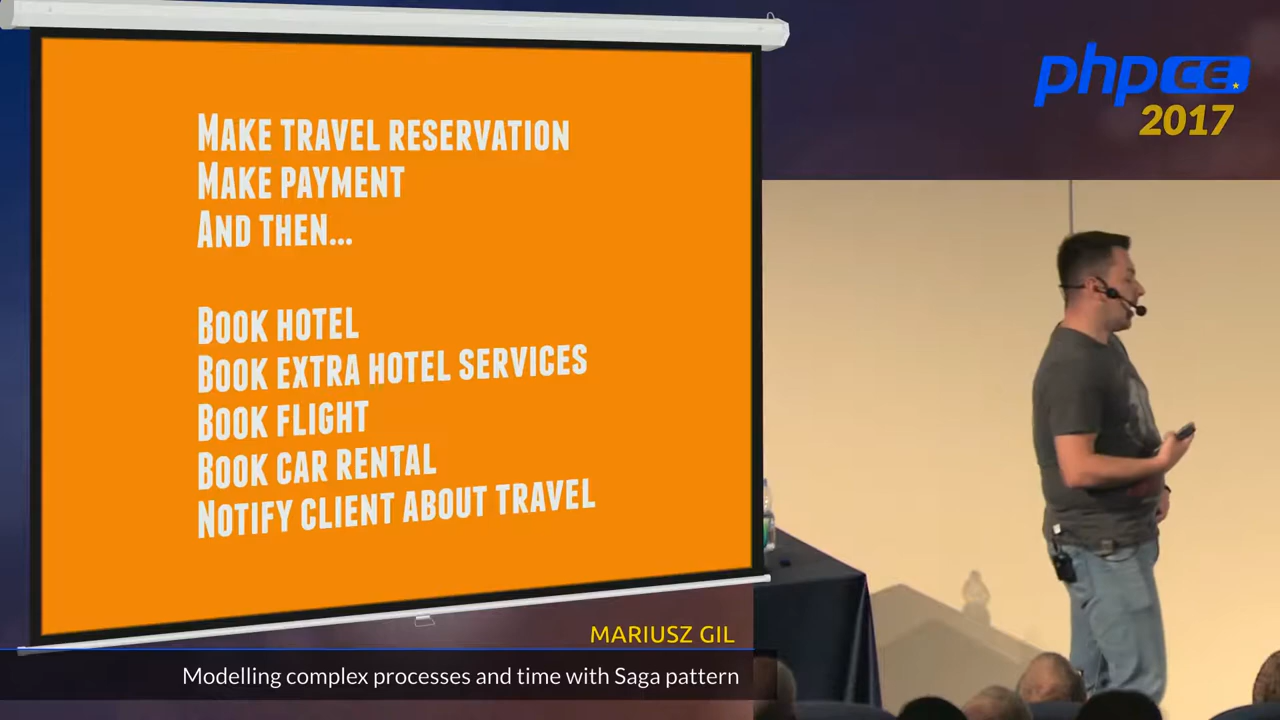 Make travel reservation
Make payment
And then...
Book hotel
Book extra hotel services
Book flight
Book car rental
Notify client about travel
phpCE
2017
MARIUSZ GIL
Modelling complex processes and time with Saga pattern